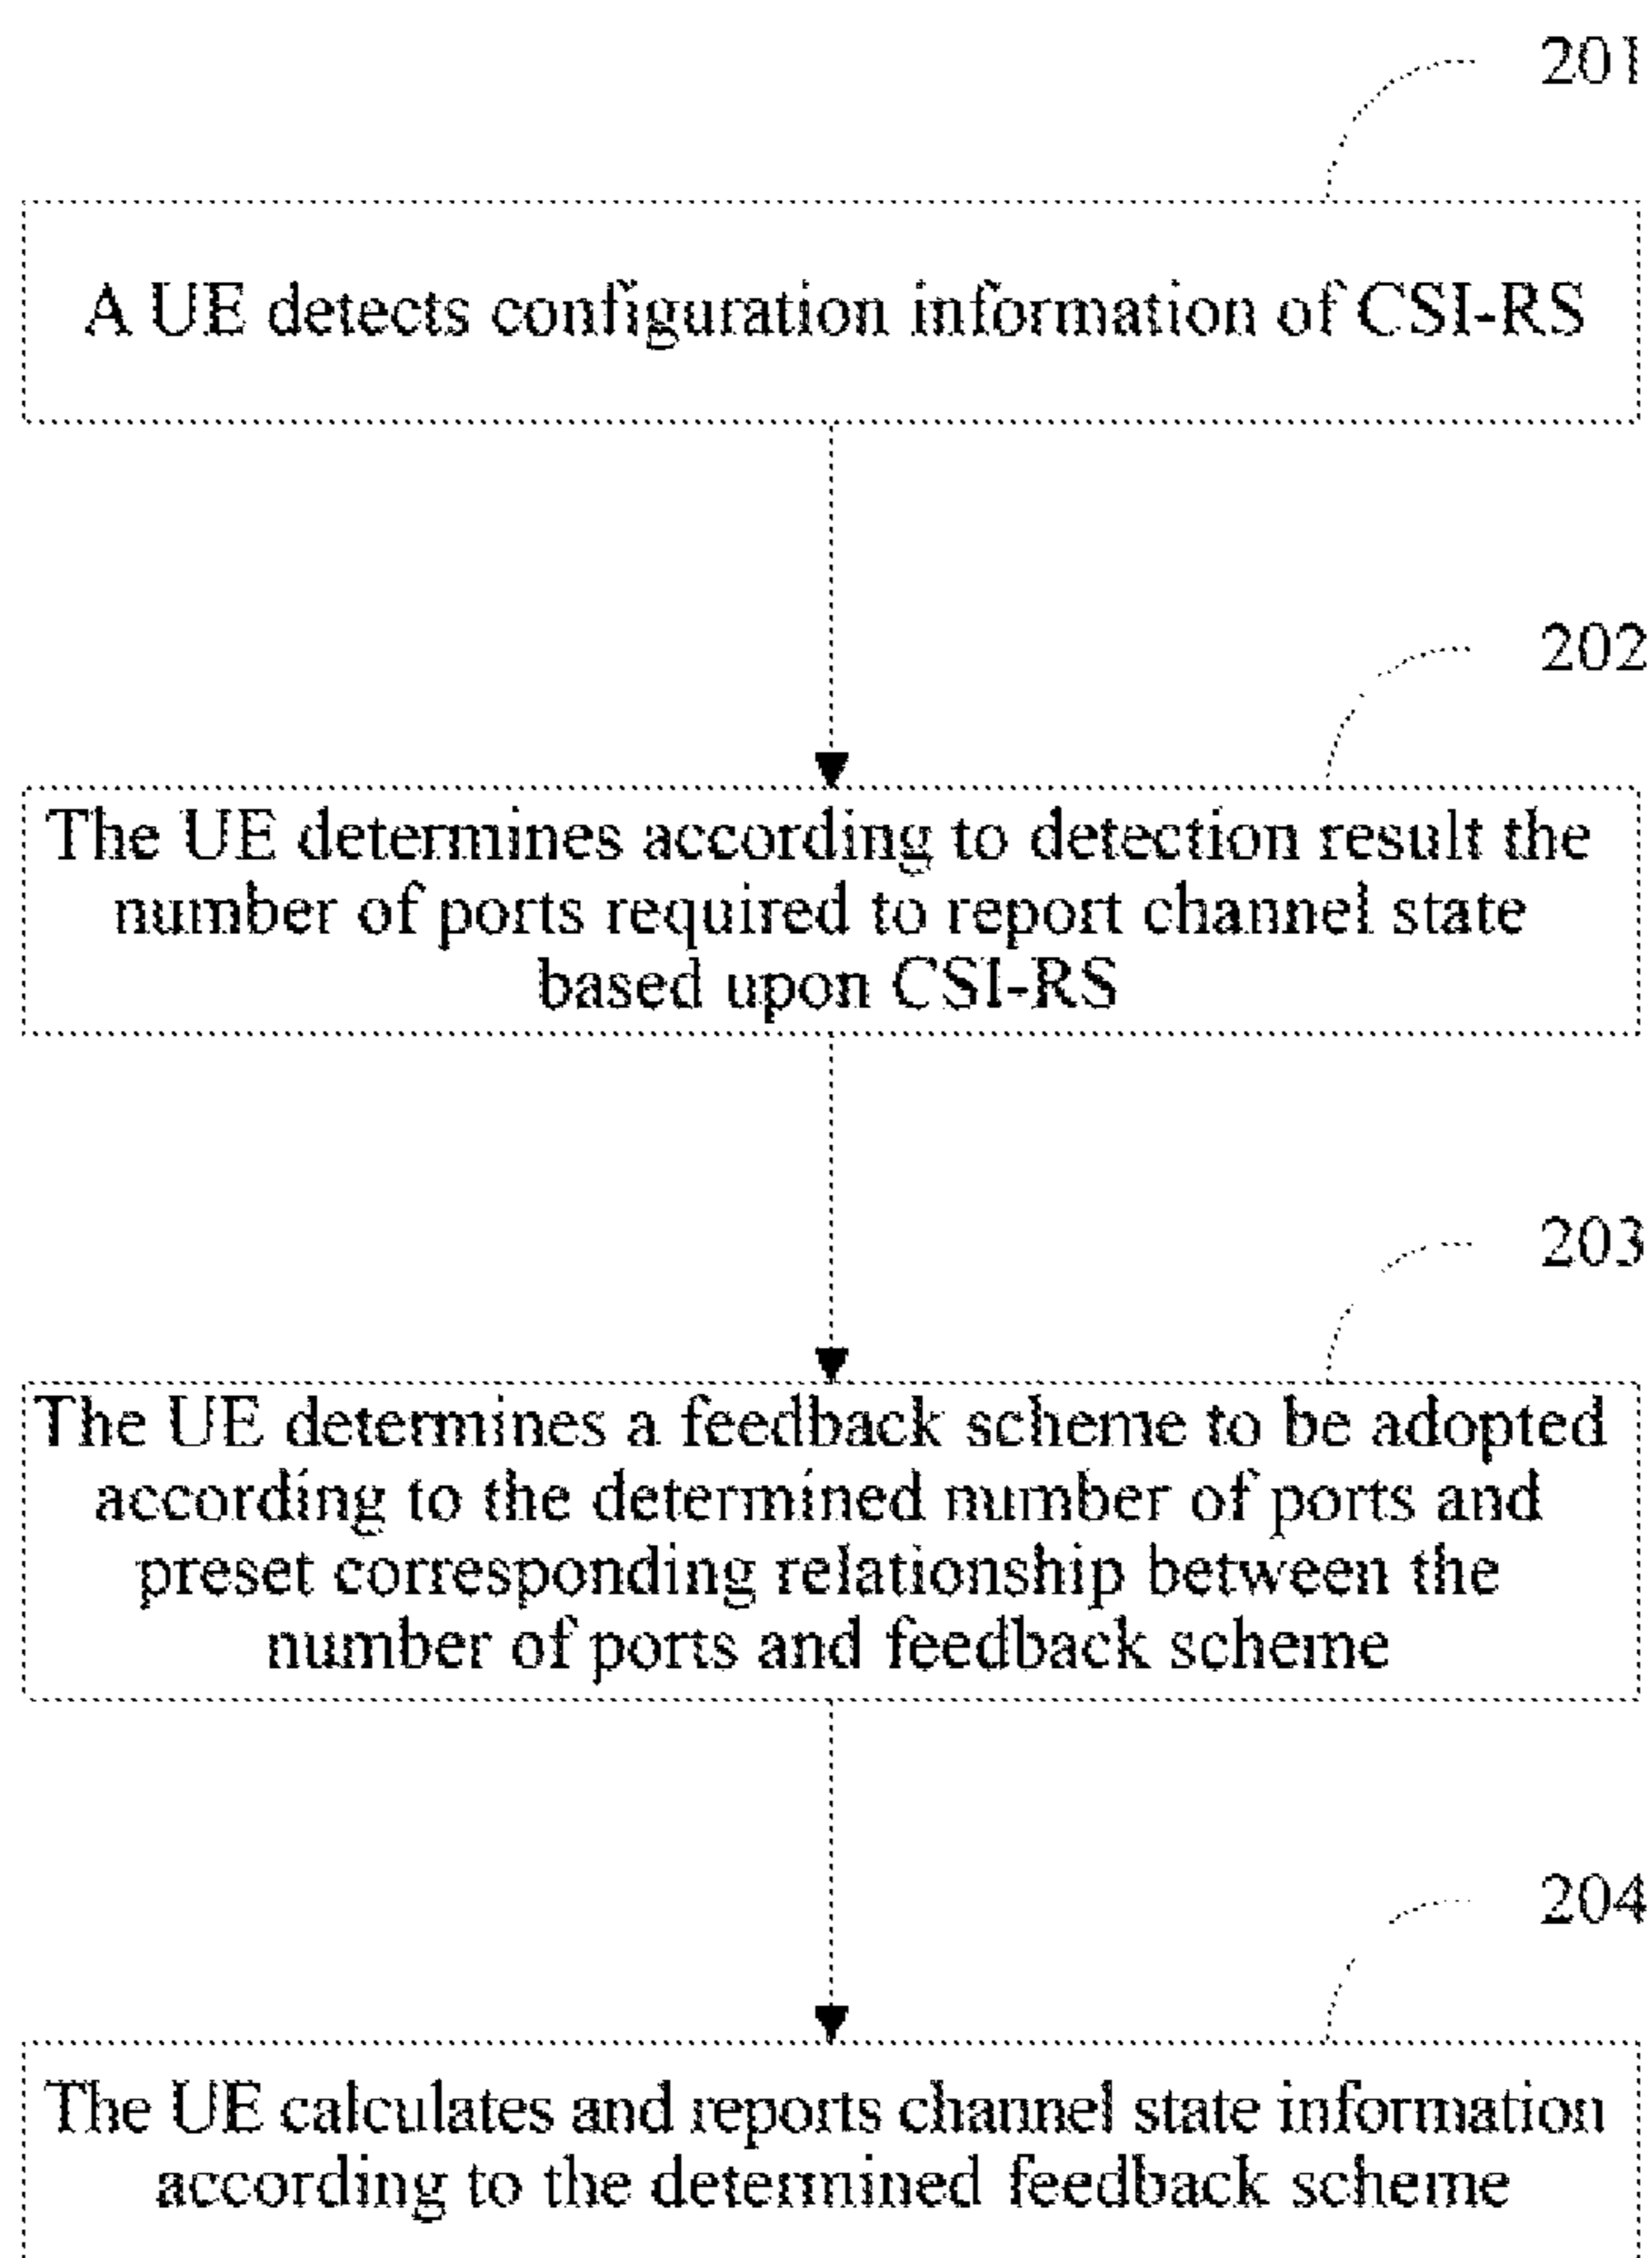 201
A UE detects configuration information of CSI-RS
202
The UE determines according to detection result the
number of ports required to report channel state
based upon CSI-RS
203
The UE determines a feedback scheme to be adopted
according to the determined number of ports and
preset corresponding relationship between the
number of ports and feedback scheme
204
The UE calculates and reports channel state information
according to the determined feedback scheme